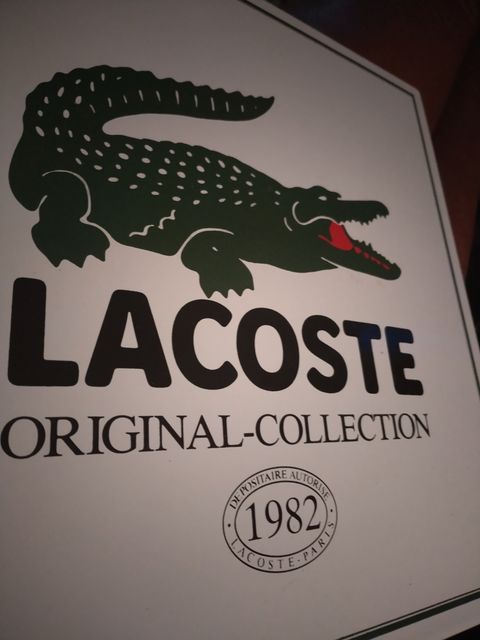 LACOSTE
ORIGINAL-COLLECTION
DEPOSITAIRE AUTORISE
1982
LACOSTE-PARIS